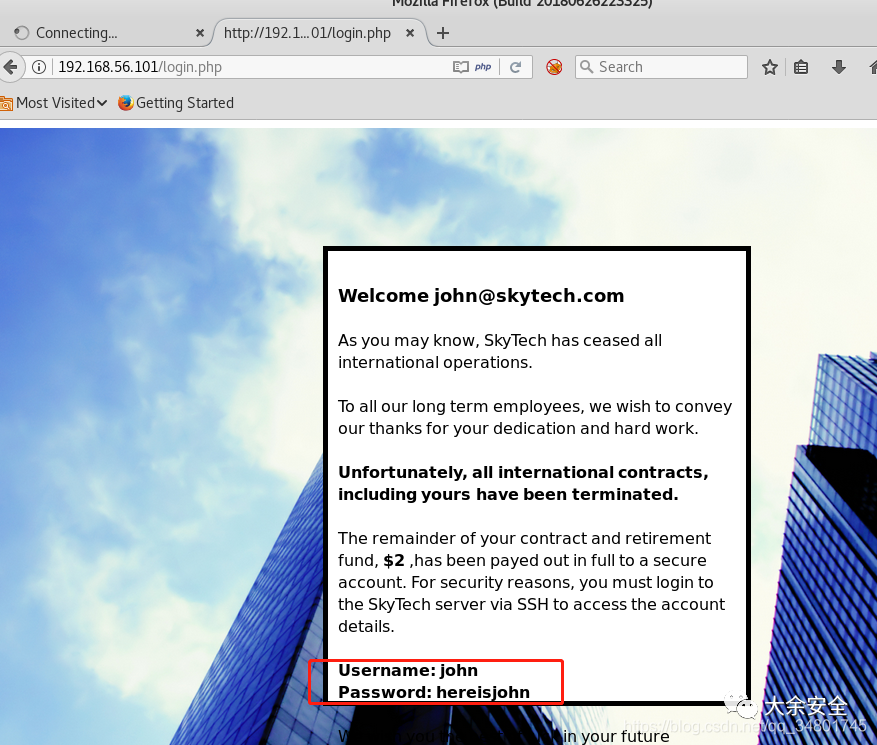 Mozilla Firefox (Build 20180626223325)
Connecting...
http://192.1...01/login.php
192.168.56.101/login.php
php
Search
Most Visited
Getting Started
Welcome john@skytech.com
As you may know, SkyTech has ceased all
international operations.
To all our long term employees, we wish to convey
our thanks for your dedication and hard work.
Unfortunately, all international contracts,
including yours have been terminated.
The remainder of your contract and retirement
fund, $2 ,has been payed out in full to a secure
account. For security reasons, you must login to
the SkyTech server via SSH to access the account
details.
Username: john
Password: hereisjohn
大余安全
https://blog.csdn.net/qq_34801745
in your future